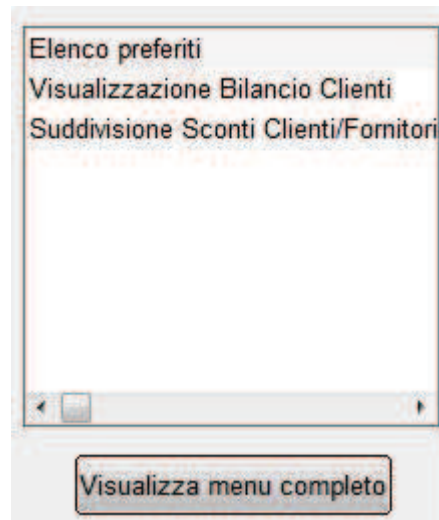 Elenco preferiti
Visualizzazione Bilancio Clienti
Suddivisione Sconti Clienti/Fornitori
Visualizza menu completo